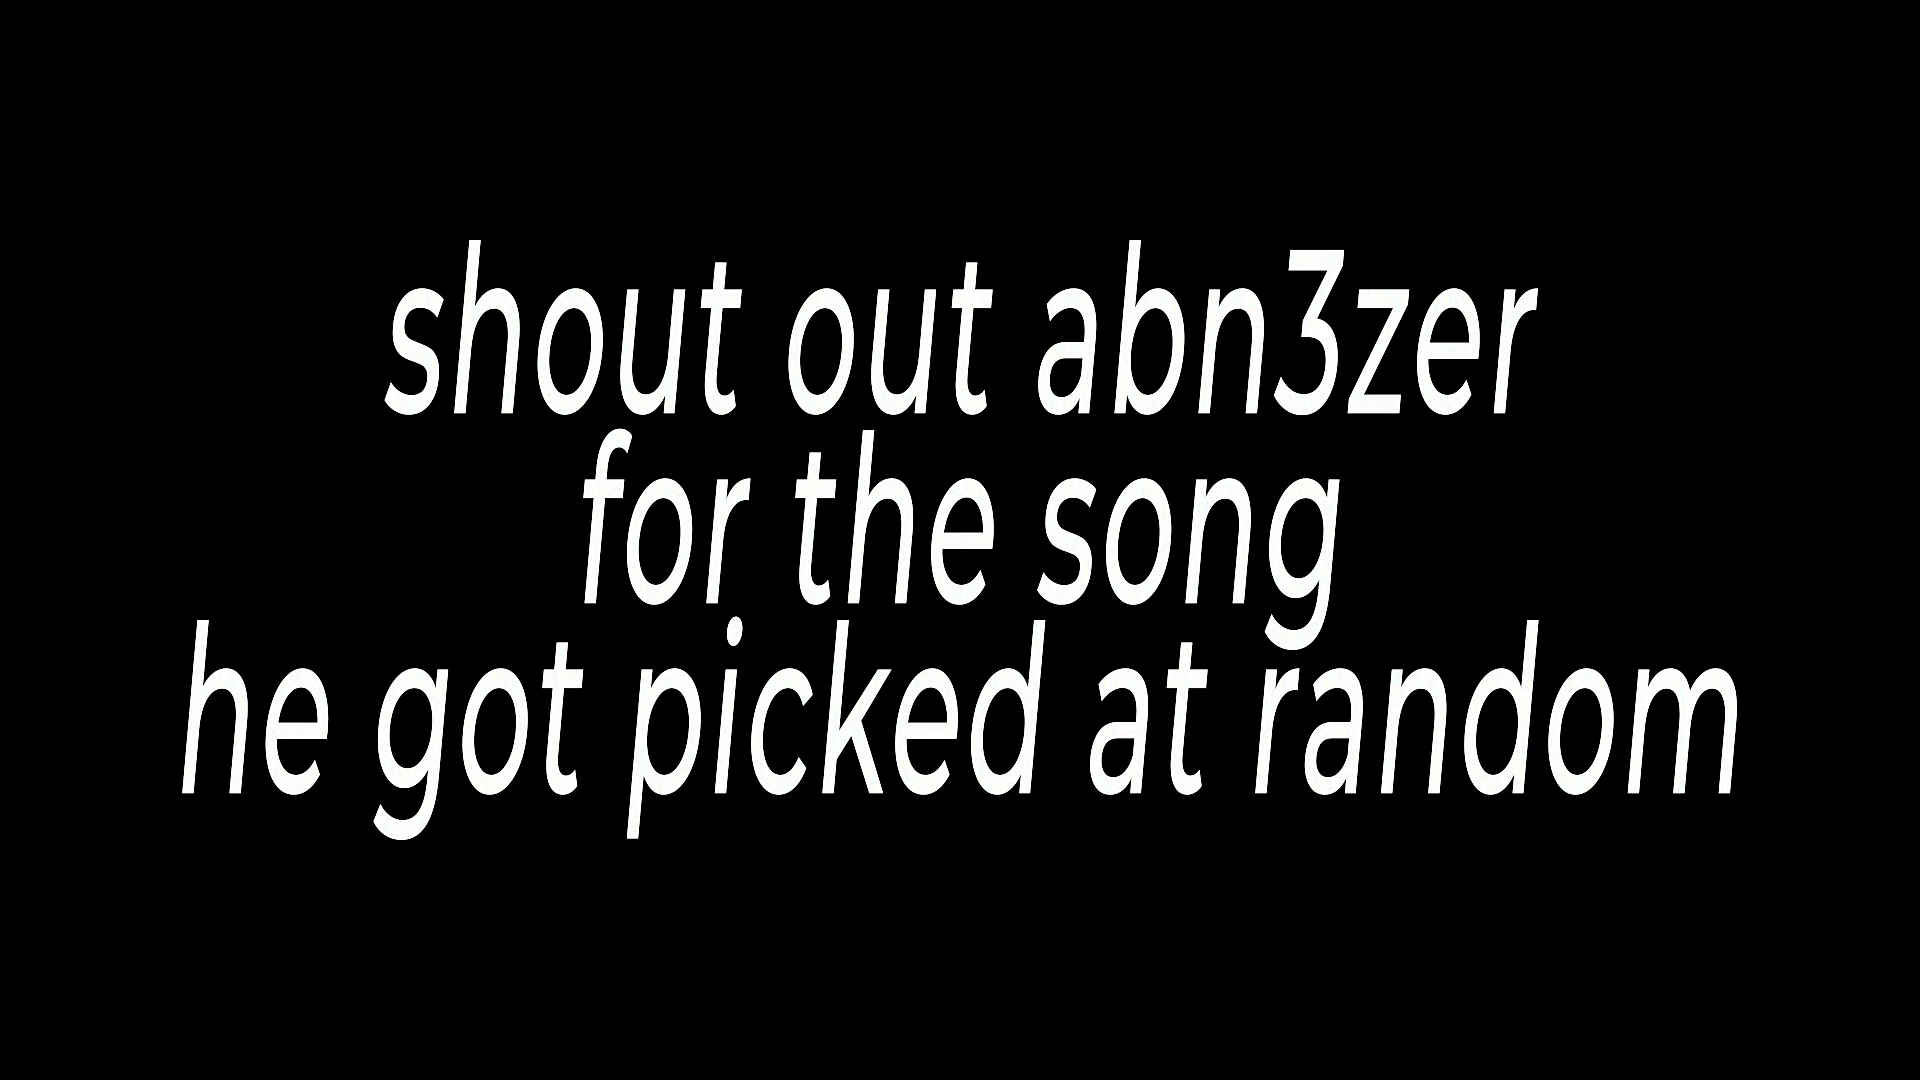 shout out abn3zer
for the song
he got picked at random